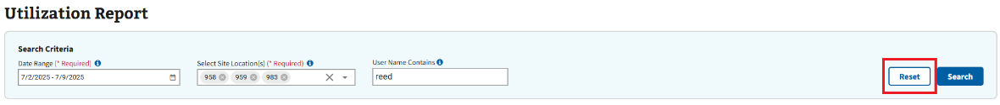 Utilization Report
Search Criteria
Date Range (* Required)
7/2/2025 - 7/9/2025
Select Site Location(s) (* Required)
958 959 983
User Name Contains
reed
Reset
Search